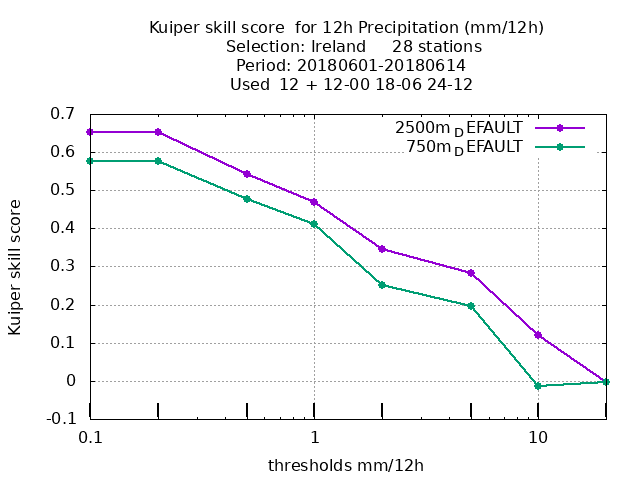 Kuiper skill score  for 12h Precipitation (mm/12h)
Selection: Ireland     28 stations
Period: 20180601-20180614
Used  12 + 12-00 18-06 24-12
0.7
0.6
0.5
0.4
0.3
0.2
0.1
0
-0.1
Kuiper skill score
2500m_DEFAULT
750m_DEFAULT
0.1
1
10
thresholds mm/12h